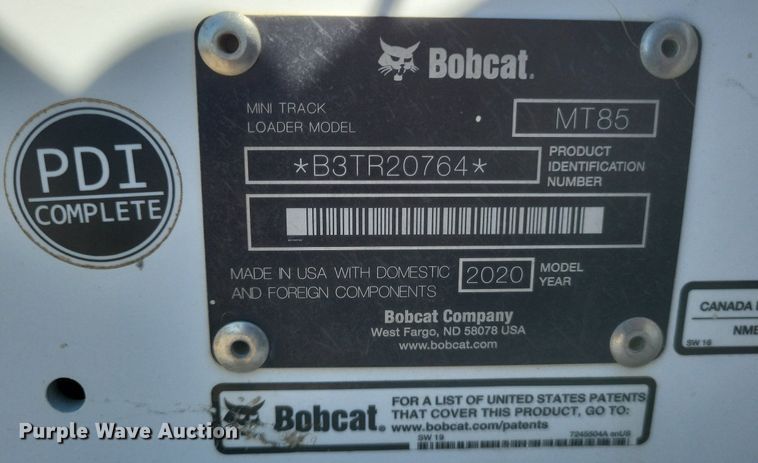 Bobcat.
MINI TRACK
LOADER MODEL
MT85
*B3TR20764*
PRODUCT
IDENTIFICATION
NUMBER
MADE IN USA WITH DOMESTIC
AND FOREIGN COMPONENTS
2020
MODEL
YEAR
Bobcat Company
West Fargo, ND 58078 USA
www.bobcat.com
PDI
COMPLETE
CANADA
NMB
SW 16
Bobcat.
FOR A LIST OF UNITED STATES PATENTS
THAT COVER THIS PRODUCT, GO TO:
www.bobcat.com/patents
SW 19
7245504A enUS
Purple Wave Auction